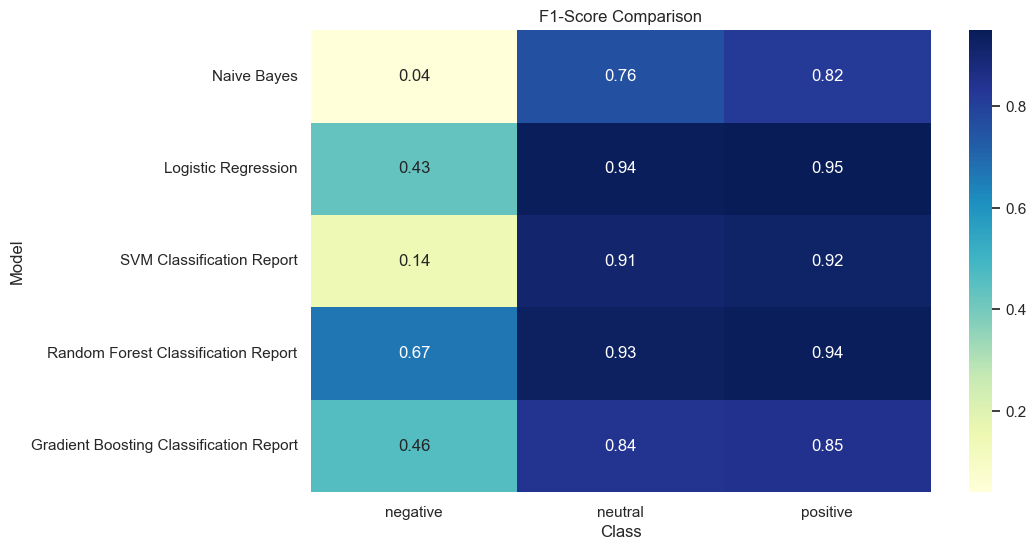 F1-Score Comparison
Naive Bayes 0.04 0.76 0.82
Logistic Regression 0.43 0.94 0.95
SVM Classification Report 0.14 0.91 0.92
Random Forest Classification Report 0.67 0.93 0.94
Gradient Boosting Classification Report 0.46 0.84 0.85
negative neutral positive
Class
Model
0.8
0.6
0.4
0.2